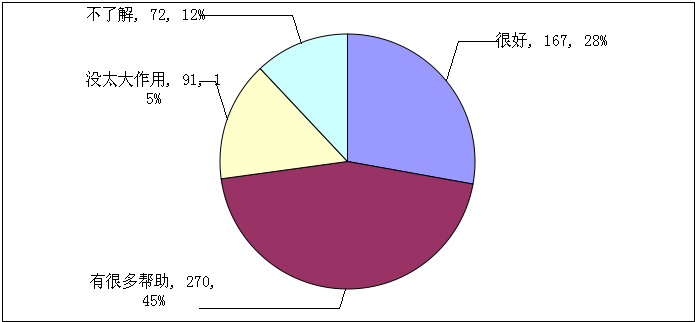 不了解, 72, 12%
很好, 167, 28%
没太大作用, 91, 1
5%
有很多帮助, 270,
45%